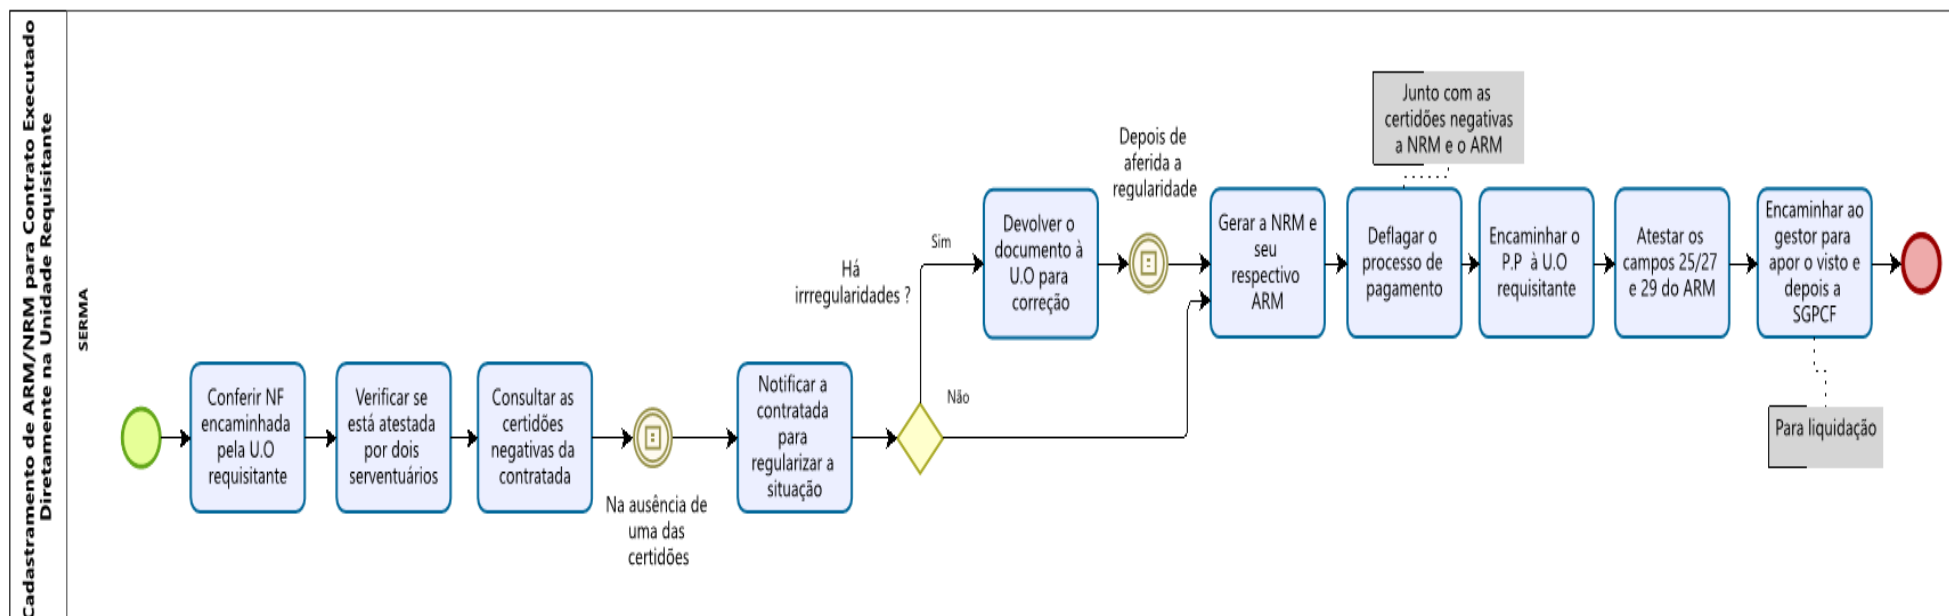 Cadastramento de ARM/NRM para Contrato Executado
Diretamente na Unidade Requisitante
SERMA
Conferir NF
encaminhada
pela U.O
requisitante
Verificar se
está atestada
por dois
serventuários
Consultar as
certidões
negativas da
contratada
Na ausência de
uma das
certidões
Notificar a
contratada
para
regularizar a
situação
Há
irrregularidades ?
Sim
Não
Devolver o
documento à
U.O para
correção
Depois de
aferida a
regularidade
Gerar a NRM e
seu
respectivo
ARM
Junto com as
certidões negativas
a NRM e o ARM
Deflagar o
processo de
pagamento
Encaminhar o
P.P à U.O
requisitante
Atestar os
campos 25/27
e 29 do ARM
Encaminhar ao
gestor para
apor o visto e
depois a
SGPCF
Para liquidação